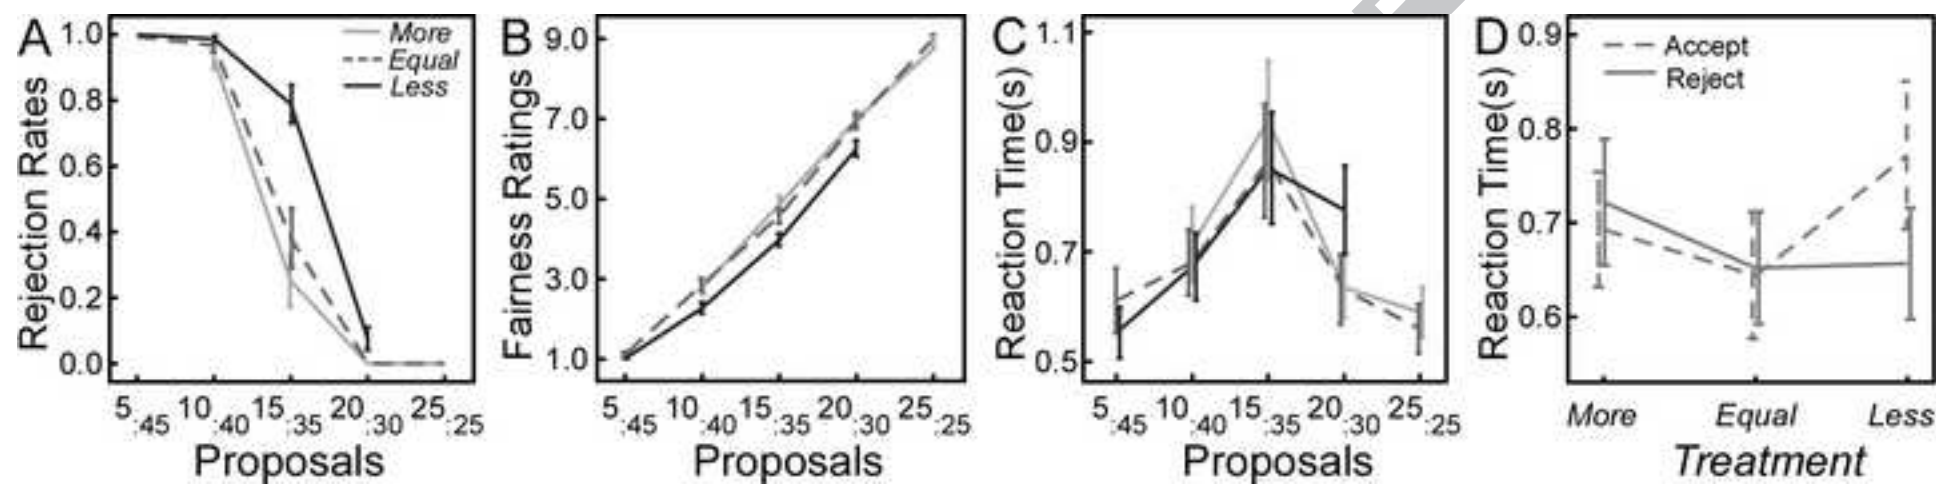 A
Rejection Rates
1.0
0.8
0.6
0.4
0.2
0.0
More
Equal
Less
5:45
10:40
15:35
20:30
25:25
Proposals
B
Fairness Ratings
9.0
7.0
5.0
3.0
1.0
5:45
10:40
15:35
20:30
25:25
Proposals
C
Reaction Time(s)
1.1
0.9
0.7
0.5
5:45
10:40
15:35
20:30
25:25
Proposals
D
Reaction Time(s)
0.9
0.8
0.7
0.6
Accept
Reject
More
Equal
Less
Treatment